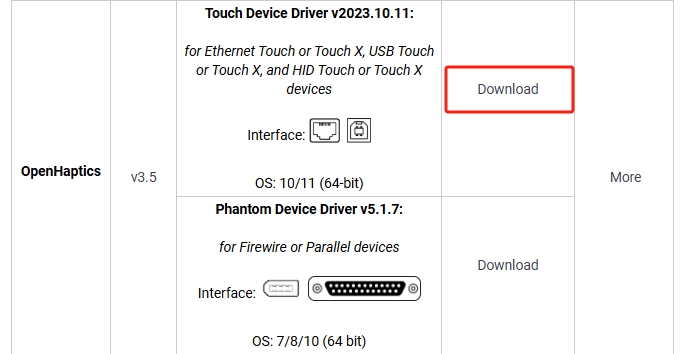 Touch Device Driver v2023.10.11:
for Ethernet Touch or Touch X, USB Touch
or Touch X, and HID Touch or Touch X
devices
Download
Interface:
OpenHaptics
v3.5
More
OS: 10/11 (64-bit)
Phantom Device Driver v5.1.7:
for Firewire or Parallel devices
Download
Interface:
OS: 7/8/10 (64 bit)